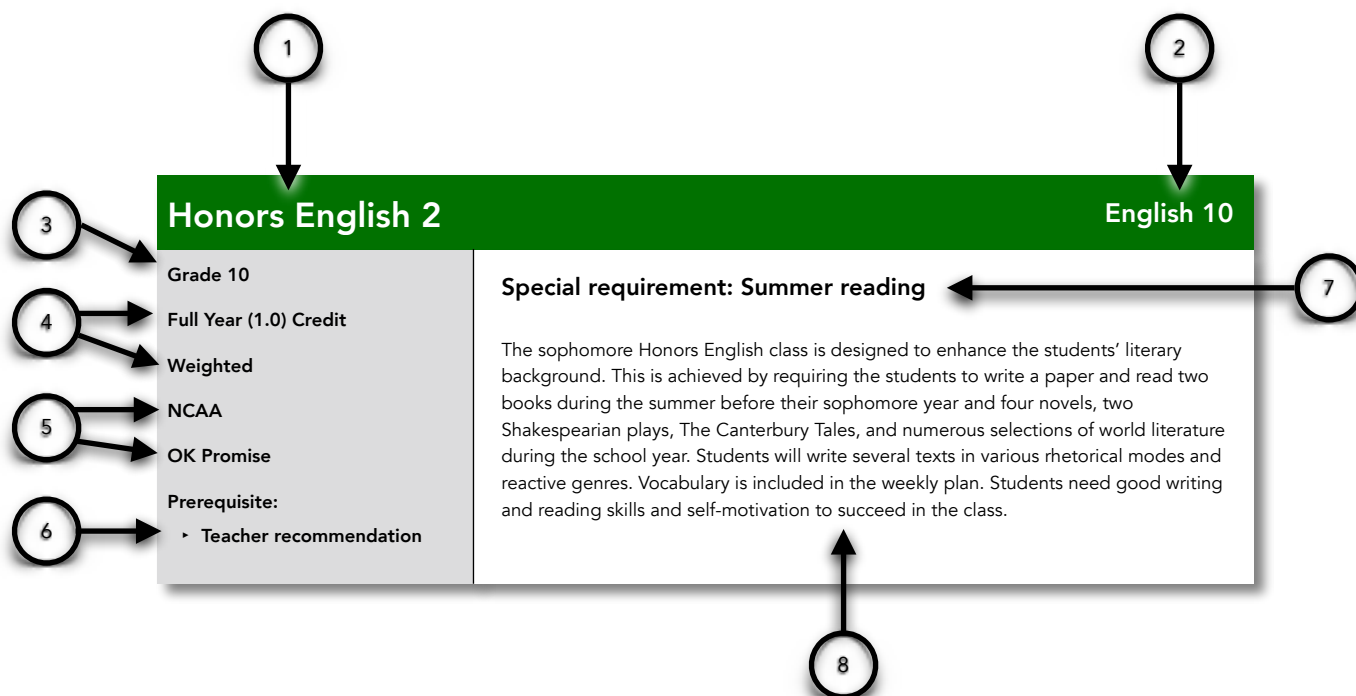 1
2
Honors English 2
English 10
3
Grade 10
4
Full Year (1.0) Credit
Weighted
5
NCAA
OK Promise
6
Prerequisite:
‣ Teacher recommendation
Special requirement: Summer reading
7
The sophomore Honors English class is designed to enhance the students’ literary
background. This is achieved by requiring the students to write a paper and read two
books during the summer before their sophomore year and four novels, two
Shakespearian plays, The Canterbury Tales, and numerous selections of world literature
during the school year. Students will write several texts in various rhetorical modes and
reactive genres. Vocabulary is included in the weekly plan. Students need good writing
and reading skills and self-motivation to succeed in the class.
8